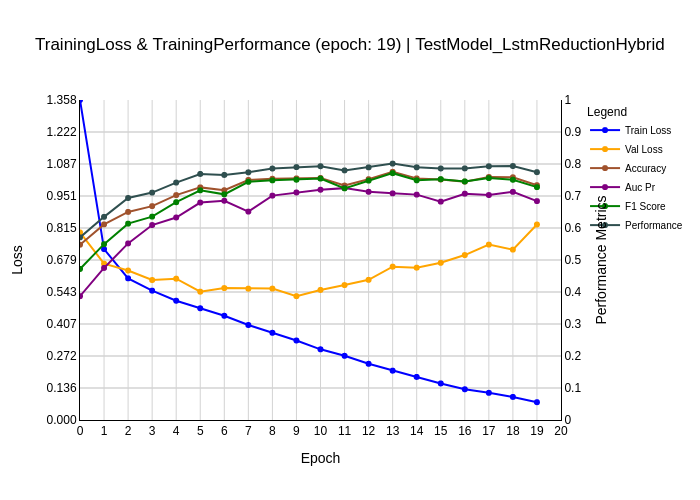 TrainingLoss & TrainingPerformance (epoch: 19) | TestModel_LstmReductionHybrid
1.358
1.222
1.087
0.951
0.815
0.679
0.543
0.407
0.272
0.136
0.000
Loss
0 1 2 3 4 5 6 7 8 9 10 11 12 13 14 15 16 17 18 19 20
Epoch
1
0.9
0.8
0.7
0.6
0.5
0.4
0.3
0.2
0.1
0
Performance Metrics
Legend
Train Loss
Val Loss
Accuracy
Auc Pr
F1 Score
Performance